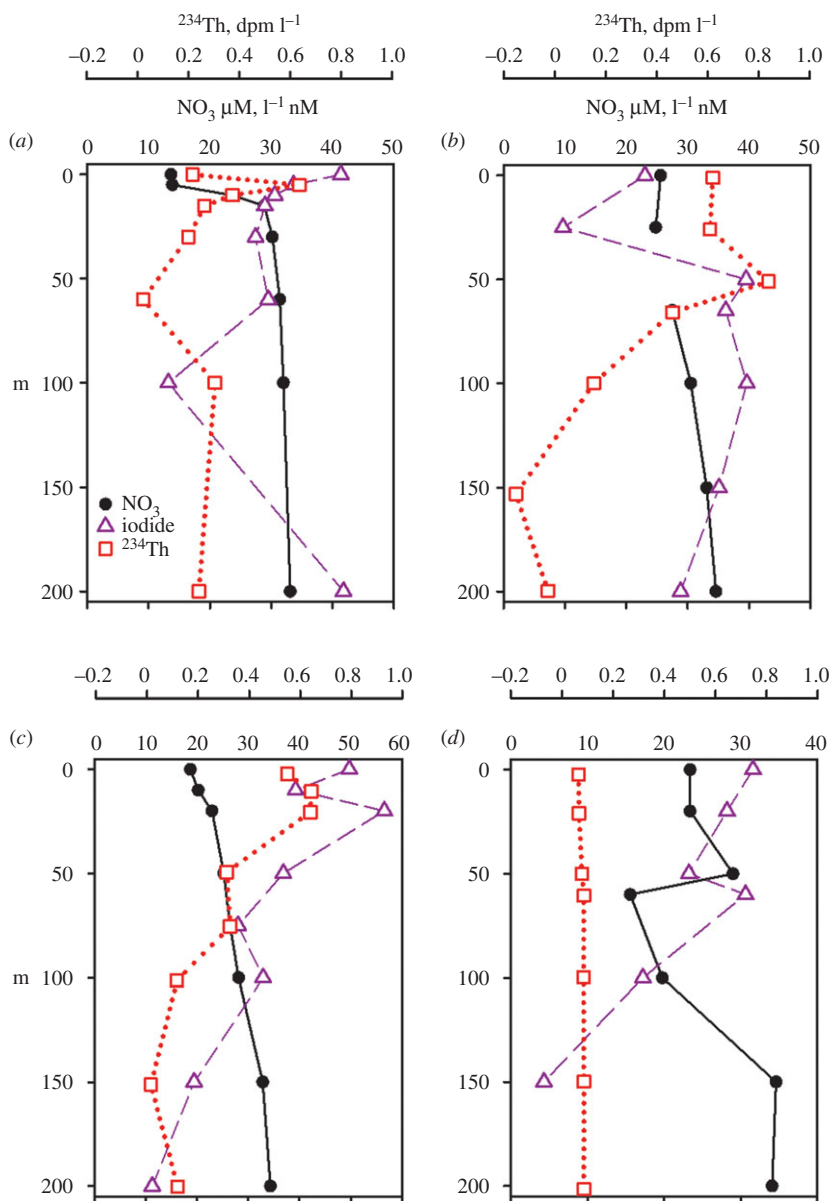 ²³⁴Th, dpm l⁻¹
−0.2 0 0.2 0.4 0.6 0.8 1.0
NO₃ μM, l⁻¹ nM
(a) 0 10 20 30 40 50
0
50
m 100
150
200
NO₃
iodide
²³⁴Th
²³⁴Th, dpm l⁻¹
−0.2 0 0.2 0.4 0.6 0.8 1.0
NO₃ μM, l⁻¹ nM
(b) 0 10 20 30 40 50
0
50
100
150
200
−0.2 0 0.2 0.4 0.6 0.8 1.0
(c) 0 10 20 30 40 50 60
0
50
m 100
150
200
−0.2 0 0.2 0.4 0.6 0.8 1.0
(d) 0 10 20 30 40
0
50
100
150
200